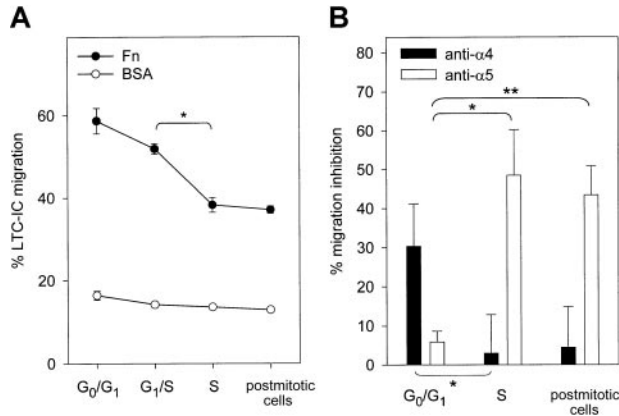 A
Fn
BSA
% LTC-IC migration
60
40
20
0
*
G₀/G₁ G₁/S S postmitotic cells
B
anti-α4
anti-α5
% migration inhibition
80
70
60
50
40
30
20
10
0
**
*
*
G₀/G₁ S postmitotic cells